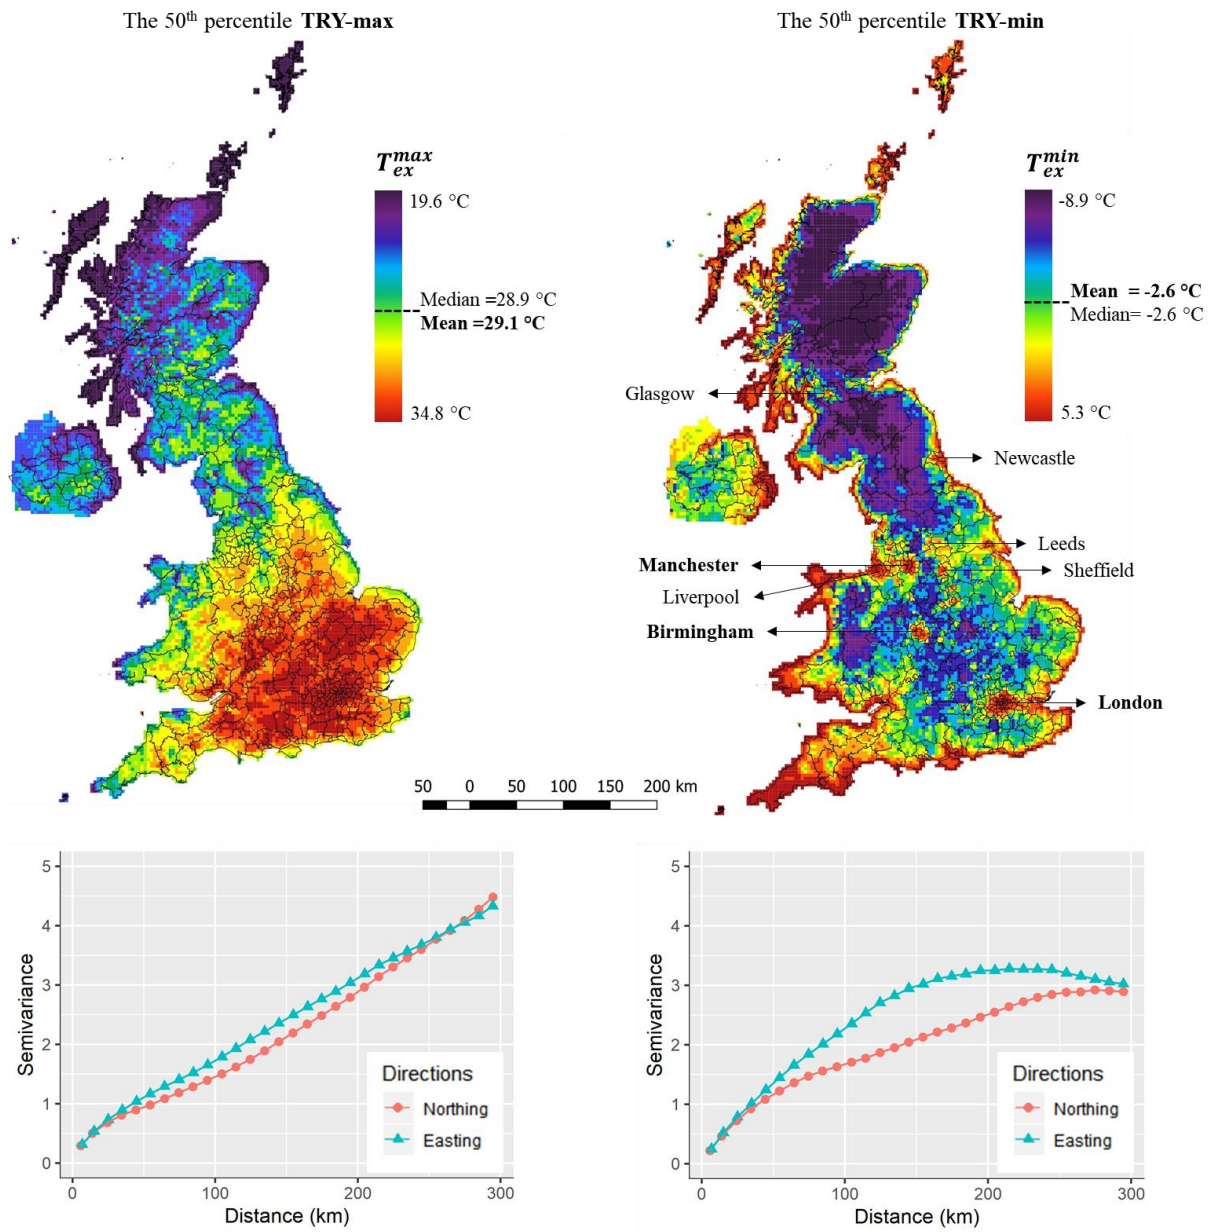 The 50th percentile TRY-max
The 50th percentile TRY-min
T_ex^max
19.6 °C
Median =28.9 °C
Mean =29.1 °C
34.8 °C
T_ex^min
-8.9 °C
Mean = -2.6 °C
Median= -2.6 °C
5.3 °C
Glasgow
Newcastle
Leeds
Manchester
Sheffield
Liverpool
Birmingham
London
50 0 50 100 150 200 km
5
4
3
2
1
0
Semivariance
0 100 200 300
Distance (km)
Directions
Northing
Easting
5
4
3
2
1
0
Semivariance
0 100 200 300
Distance (km)
Directions
Northing
Easting